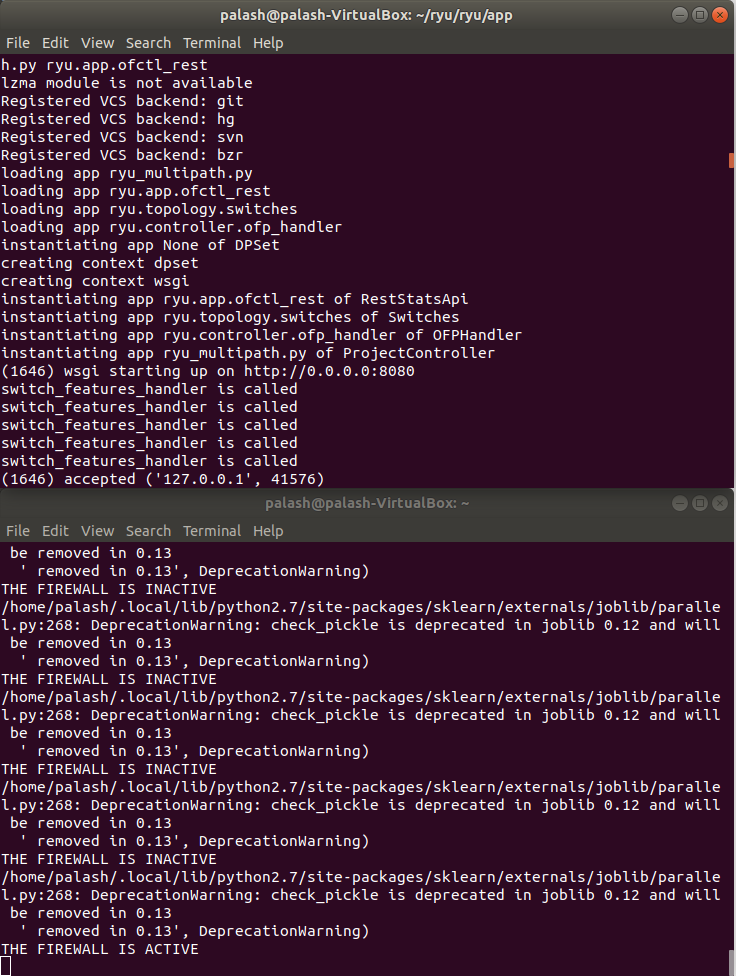 palash@palash-VirtualBox: ~/ryu/ryu/app
File Edit View Search Terminal Help
h.py ryu.app.ofctl_rest
lzma module is not available
Registered VCS backend: git
Registered VCS backend: hg
Registered VCS backend: svn
Registered VCS backend: bzr
loading app ryu_multipath.py
loading app ryu.app.ofctl_rest
loading app ryu.topology.switches
loading app ryu.controller.ofp_handler
instantiating app None of DPSet
creating context dpset
creating context wsgi
instantiating app ryu.app.ofctl_rest of RestStatsApi
instantiating app ryu.topology.switches of Switches
instantiating app ryu.controller.ofp_handler of OFPHandler
instantiating app ryu_multipath.py of ProjectController
(1646) wsgi starting up on http://0.0.0.0:8080
switch_features_handler is called
switch_features_handler is called
switch_features_handler is called
switch_features_handler is called
switch_features_handler is called
(1646) accepted ('127.0.0.1', 41576)
palash@palash-VirtualBox: ~
File Edit View Search Terminal Help
 be removed in 0.13
  ' removed in 0.13', DeprecationWarning)
THE FIREWALL IS INACTIVE
/home/palash/.local/lib/python2.7/site-packages/sklearn/externals/joblib/paralle
l.py:268: DeprecationWarning: check_pickle is deprecated in joblib 0.12 and will
 be removed in 0.13
  ' removed in 0.13', DeprecationWarning)
THE FIREWALL IS INACTIVE
/home/palash/.local/lib/python2.7/site-packages/sklearn/externals/joblib/paralle
l.py:268: DeprecationWarning: check_pickle is deprecated in joblib 0.12 and will
 be removed in 0.13
  ' removed in 0.13', DeprecationWarning)
THE FIREWALL IS INACTIVE
/home/palash/.local/lib/python2.7/site-packages/sklearn/externals/joblib/paralle
l.py:268: DeprecationWarning: check_pickle is deprecated in joblib 0.12 and will
 be removed in 0.13
  ' removed in 0.13', DeprecationWarning)
THE FIREWALL IS INACTIVE
/home/palash/.local/lib/python2.7/site-packages/sklearn/externals/joblib/paralle
l.py:268: DeprecationWarning: check_pickle is deprecated in joblib 0.12 and will
 be removed in 0.13
  ' removed in 0.13', DeprecationWarning)
THE FIREWALL IS ACTIVE